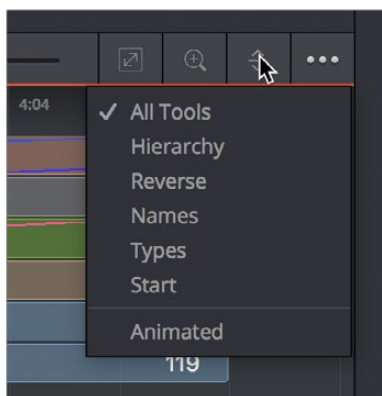 4:04
✓ All Tools
Hierarchy
Reverse
Names
Types
Start
Animated
119